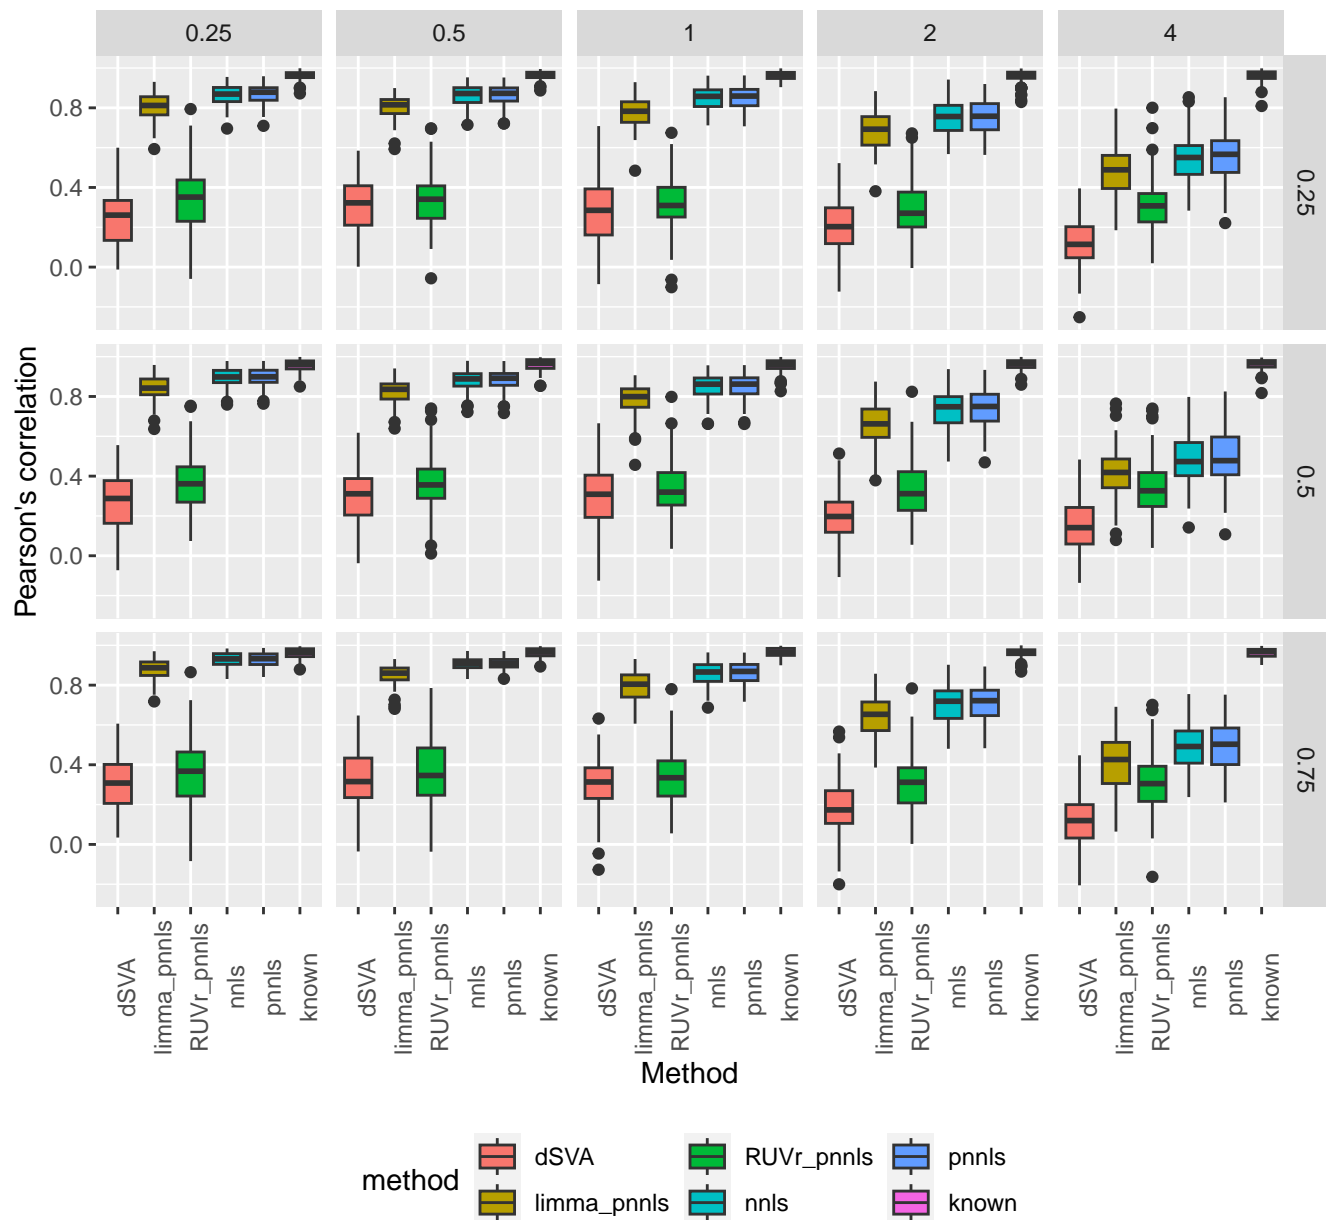 0.25 0.5 1 2 4
0.8
0.4
0.0
0.25
0.8
0.4
0.0
0.5
0.8
0.4
0.0
0.75
Pearson's correlation
dSVA limma_pnnls RUVr_pnnls nnls pnnls known dSVA limma_pnnls RUVr_pnnls nnls pnnls known dSVA limma_pnnls RUVr_pnnls nnls pnnls known dSVA limma_pnnls RUVr_pnnls nnls pnnls known dSVA limma_pnnls RUVr_pnnls nnls pnnls known
Method
method
dSVA RUVr_pnnls pnnls
limma_pnnls nnls known